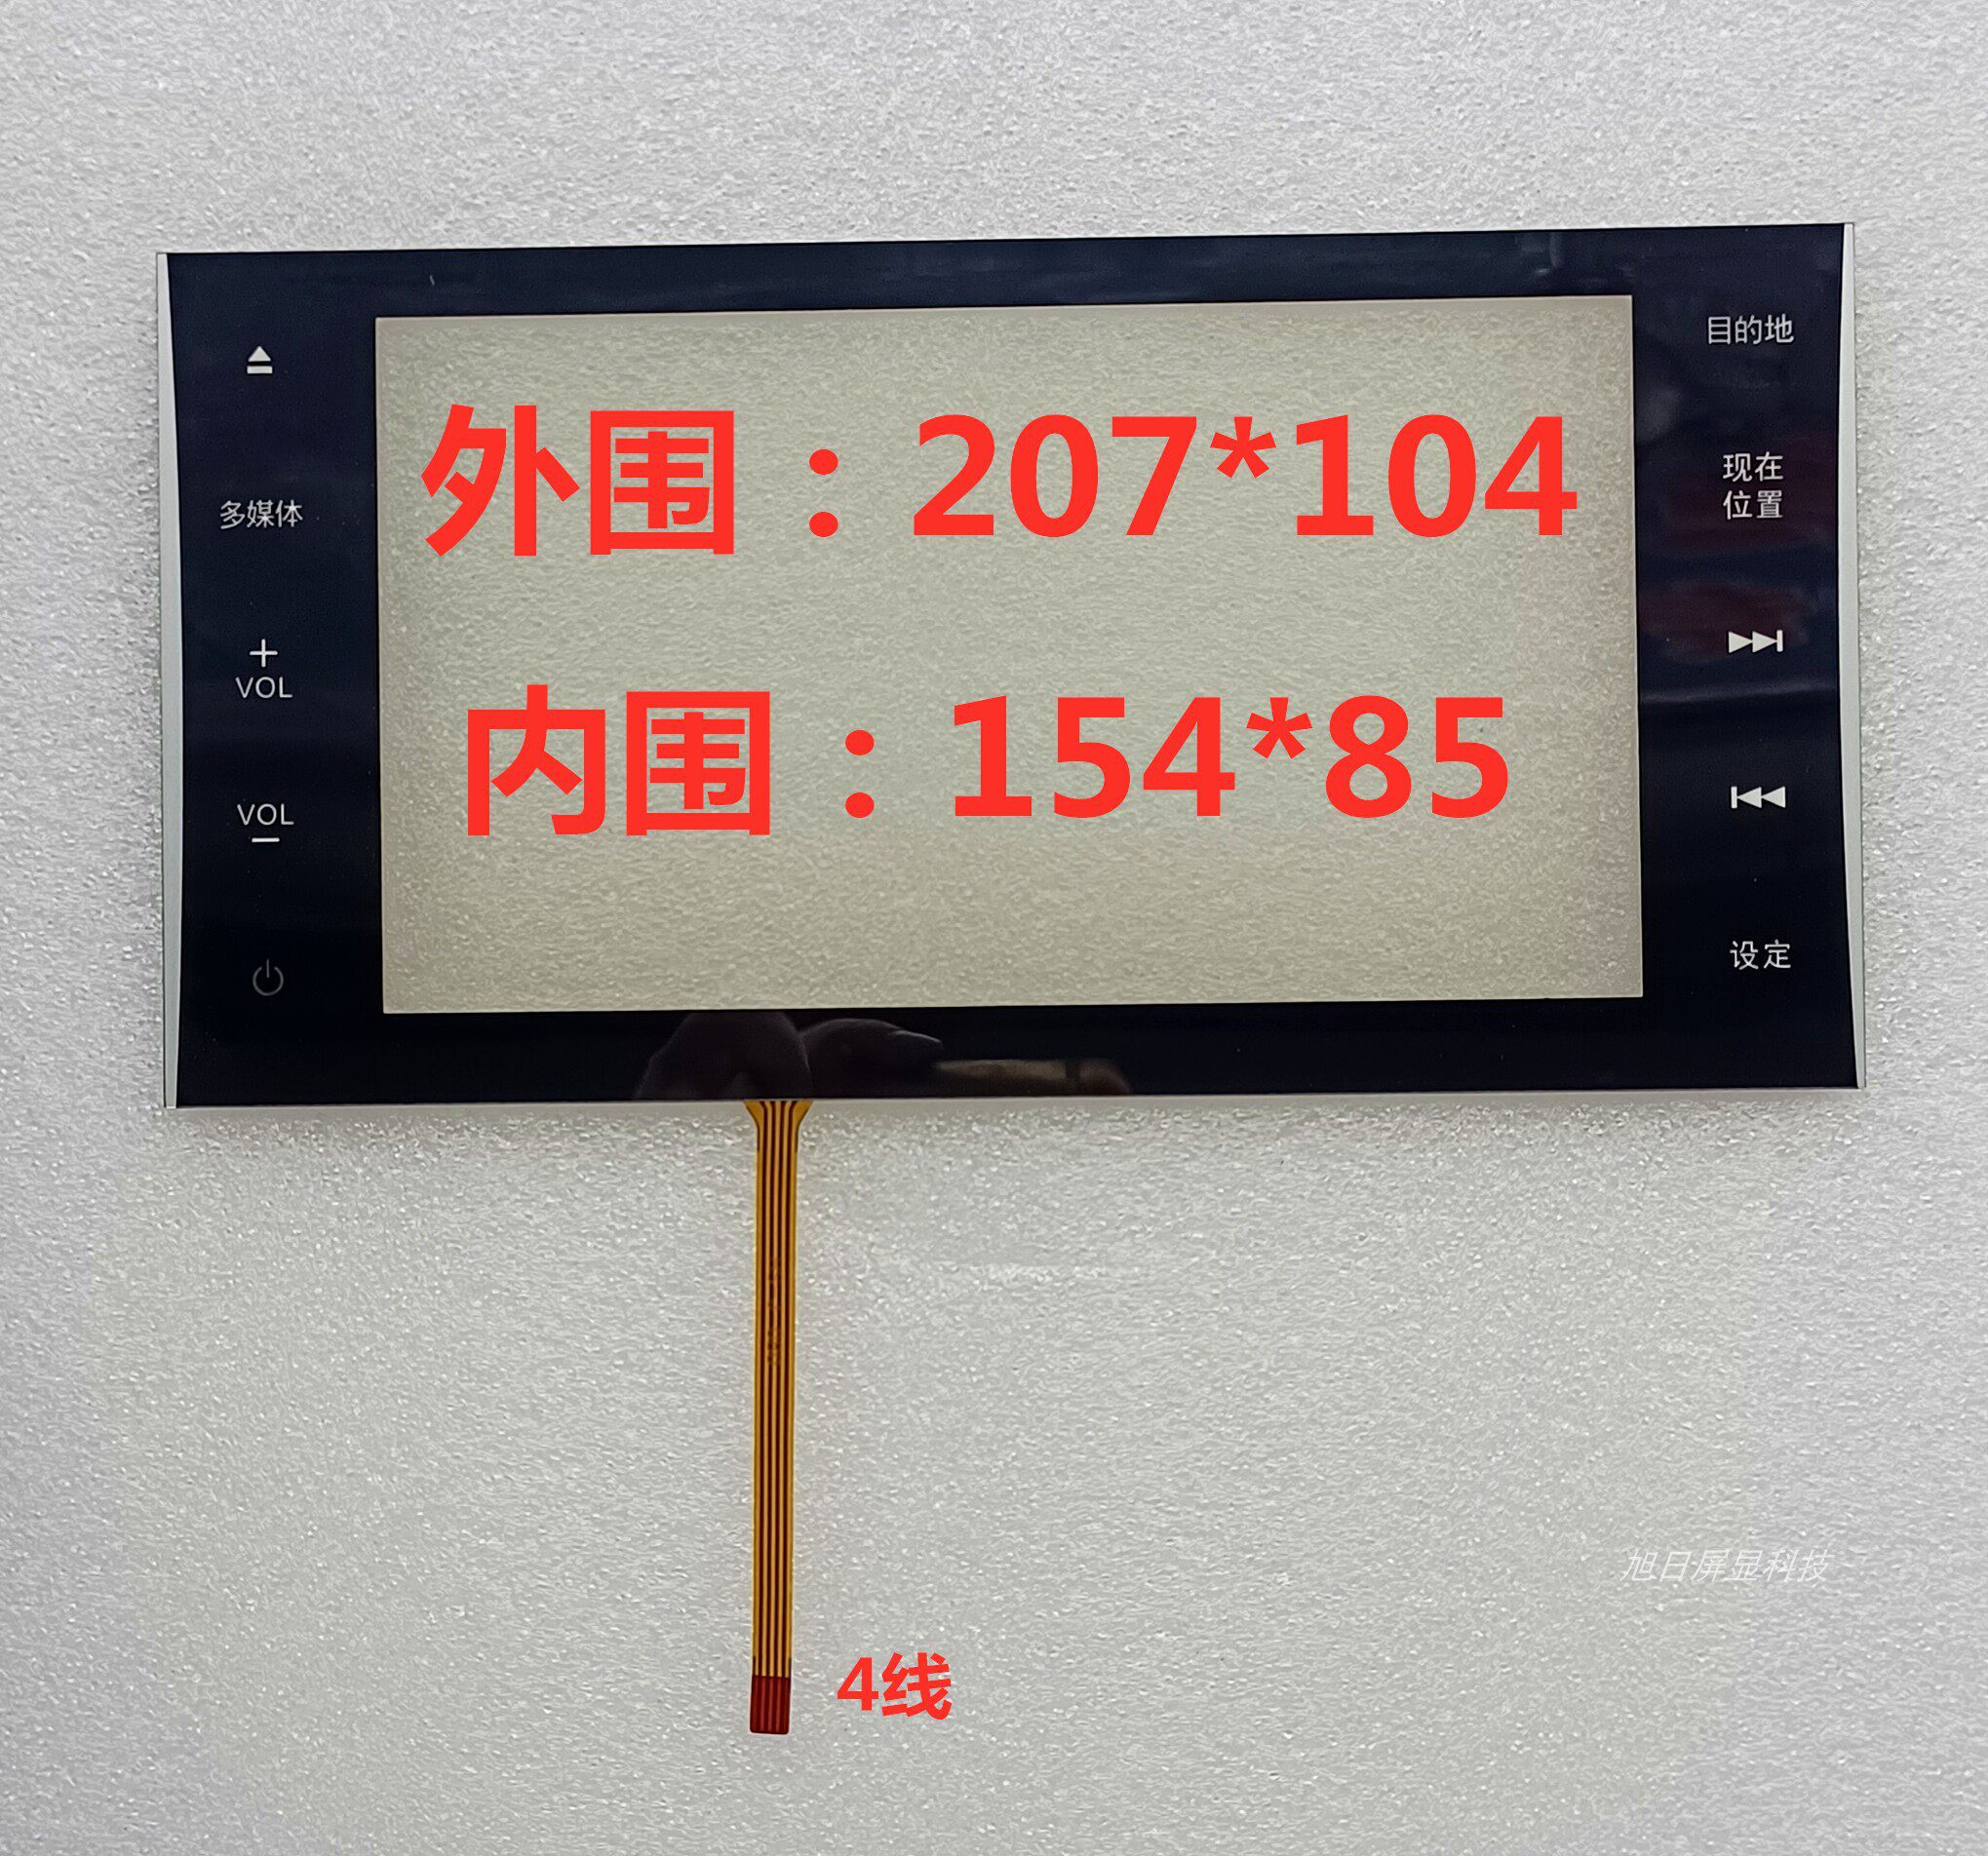 目的地
外围：207*104
多媒体
现在
位置
+
VOL
内围：154*85
VOL
—
设定
旭日屏显科技
4线